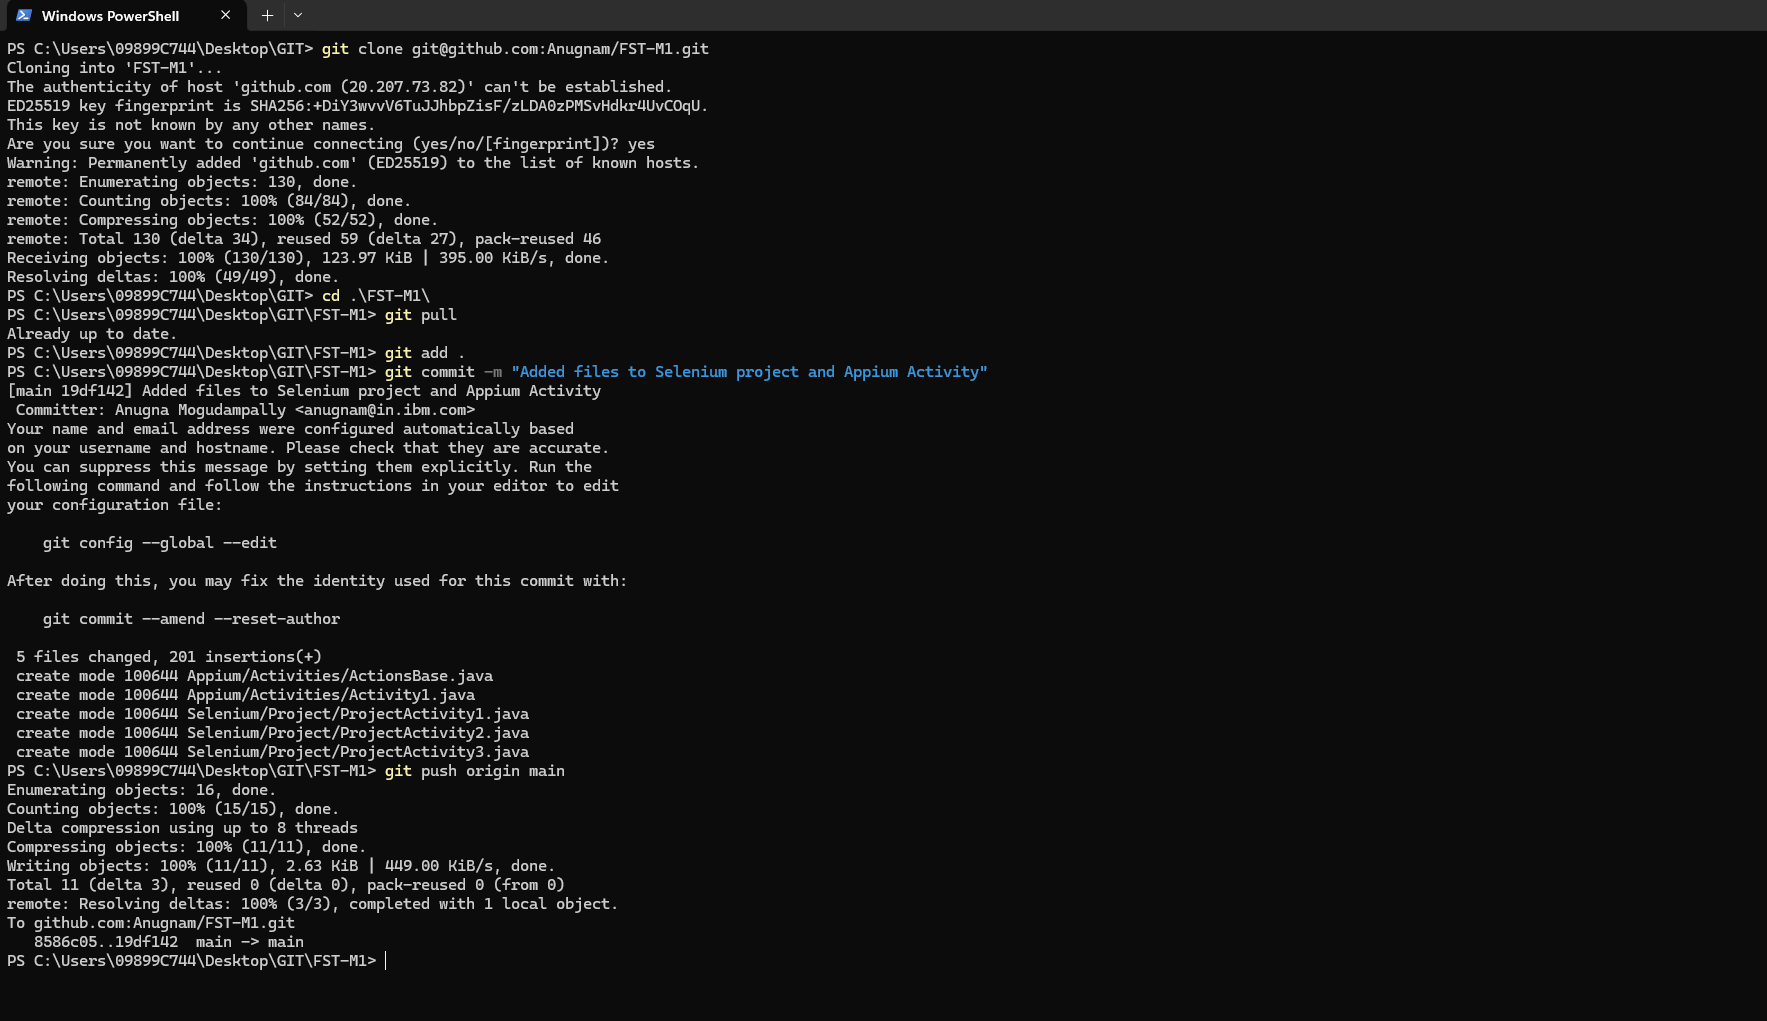 Windows PowerShell
PS C:\Users\09899C744\Desktop\GIT> git clone git@github.com:Anugnam/FST-M1.git
Cloning into 'FST-M1'...
The authenticity of host 'github.com (20.207.73.82)' can't be established.
ED25519 key fingerprint is SHA256:+DiY3wvvV6TuJJhbpZisF/zLDA0zPMSvHdkr4UvCOqU.
This key is not known by any other names.
Are you sure you want to continue connecting (yes/no/[fingerprint])? yes
Warning: Permanently added 'github.com' (ED25519) to the list of known hosts.
remote: Enumerating objects: 130, done.
remote: Counting objects: 100% (84/84), done.
remote: Compressing objects: 100% (52/52), done.
remote: Total 130 (delta 34), reused 59 (delta 27), pack-reused 46
Receiving objects: 100% (130/130), 123.97 KiB | 395.00 KiB/s, done.
Resolving deltas: 100% (49/49), done.
PS C:\Users\09899C744\Desktop\GIT> cd .\FST-M1\
PS C:\Users\09899C744\Desktop\GIT\FST-M1> git pull
Already up to date.
PS C:\Users\09899C744\Desktop\GIT\FST-M1> git add .
PS C:\Users\09899C744\Desktop\GIT\FST-M1> git commit -m "Added files to Selenium project and Appium Activity"
[main 19df142] Added files to Selenium project and Appium Activity
 Committer: Anugna Mogudampally <anugnam@in.ibm.com>
Your name and email address were configured automatically based
on your username and hostname. Please check that they are accurate.
You can suppress this message by setting them explicitly. Run the
following command and follow the instructions in your editor to edit
your configuration file:
    git config --global --edit
After doing this, you may fix the identity used for this commit with:
    git commit --amend --reset-author
 5 files changed, 201 insertions(+)
 create mode 100644 Appium/Activities/ActionsBase.java
 create mode 100644 Appium/Activities/Activity1.java
 create mode 100644 Selenium/Project/ProjectActivity1.java
 create mode 100644 Selenium/Project/ProjectActivity2.java
 create mode 100644 Selenium/Project/ProjectActivity3.java
PS C:\Users\09899C744\Desktop\GIT\FST-M1> git push origin main
Enumerating objects: 16, done.
Counting objects: 100% (15/15), done.
Delta compression using up to 8 threads
Compressing objects: 100% (11/11), done.
Writing objects: 100% (11/11), 2.63 KiB | 449.00 KiB/s, done.
Total 11 (delta 3), reused 0 (delta 0), pack-reused 0 (from 0)
remote: Resolving deltas: 100% (3/3), completed with 1 local object.
To github.com:Anugnam/FST-M1.git
   8586c05..19df142  main -> main
PS C:\Users\09899C744\Desktop\GIT\FST-M1>